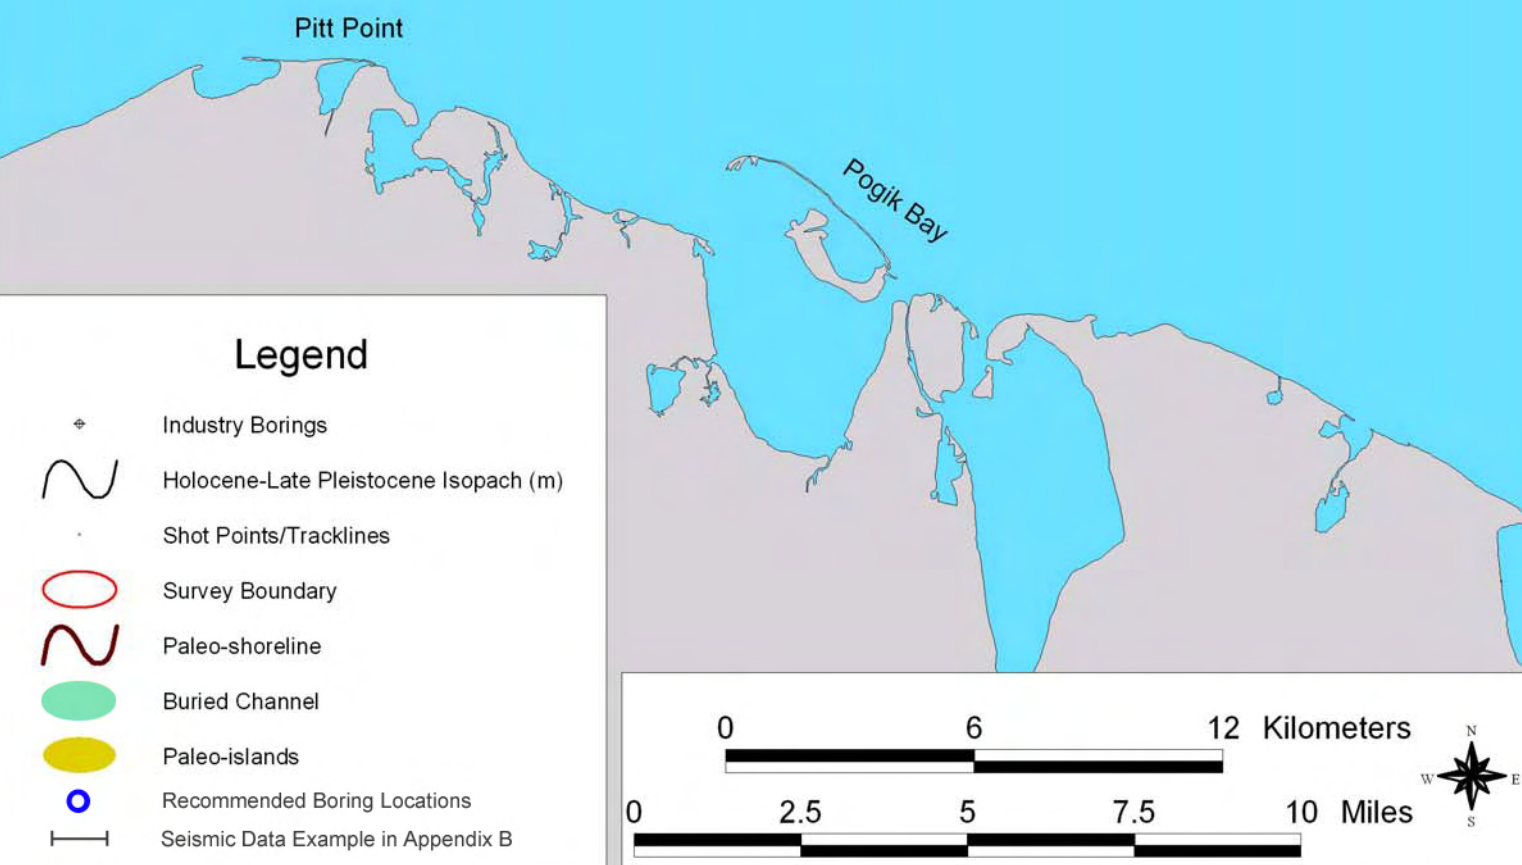 Pitt Point
Pogik Bay
Legend
Industry Borings
Holocene-Late Pleistocene Isopach (m)
Shot Points/Tracklines
Survey Boundary
Paleo-shoreline
Buried Channel
Paleo-islands
Recommended Boring Locations
Seismic Data Example in Appendix B
0 6 12 Kilometers
0 2.5 5 7.5 10 Miles
N
W E
S